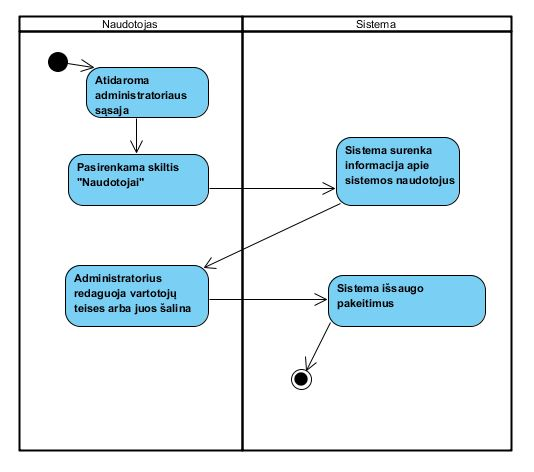 Naudotojas
Sistema
Atidaroma
administratoriaus
sąsaja
Pasirenkama skiltis
"Naudotojai"
Sistema surenka
informacija apie
sistemos naudotojus
Administratorius
redaguoja vartotojų
teises arba juos šalina
Sistema išsaugo
pakeitimus